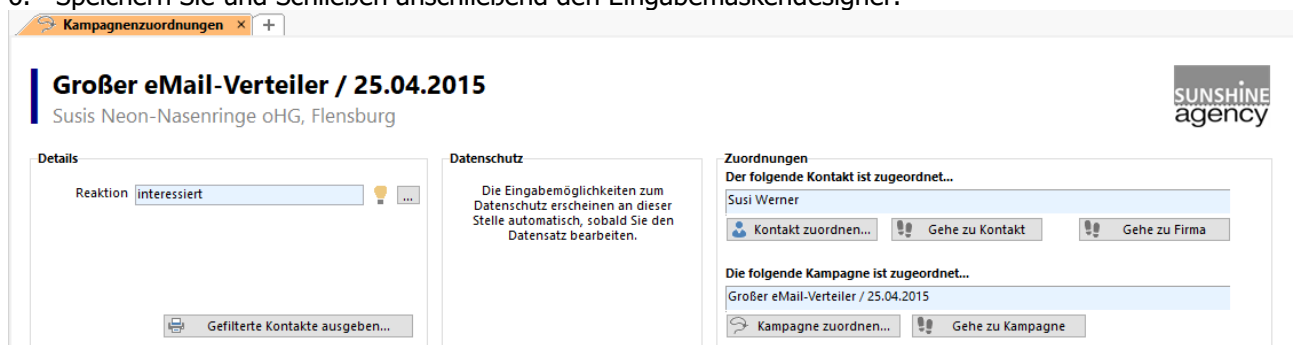 6. Speichern Sie und Schließen anschließend den Eingabemaskendesigner.
Kampagnenzuordnungen × +
Großer eMail-Verteiler / 25.04.2015
Susis Neon-Nasenringe oHG, Flensburg
SUNSHiNE
agency
Details
Reaktion interessiert ...
Gefilterte Kontakte ausgeben...
Datenschutz
Die Eingabemöglichkeiten zum
Datenschutz erscheinen an dieser
Stelle automatisch, sobald Sie den
Datensatz bearbeiten.
Zuordnungen
Der folgende Kontakt ist zugeordnet...
Susi Werner
Kontakt zuordnen... Gehe zu Kontakt Gehe zu Firma
Die folgende Kampagne ist zugeordnet...
Großer eMail-Verteiler / 25.04.2015
Kampagne zuordnen... Gehe zu Kampagne